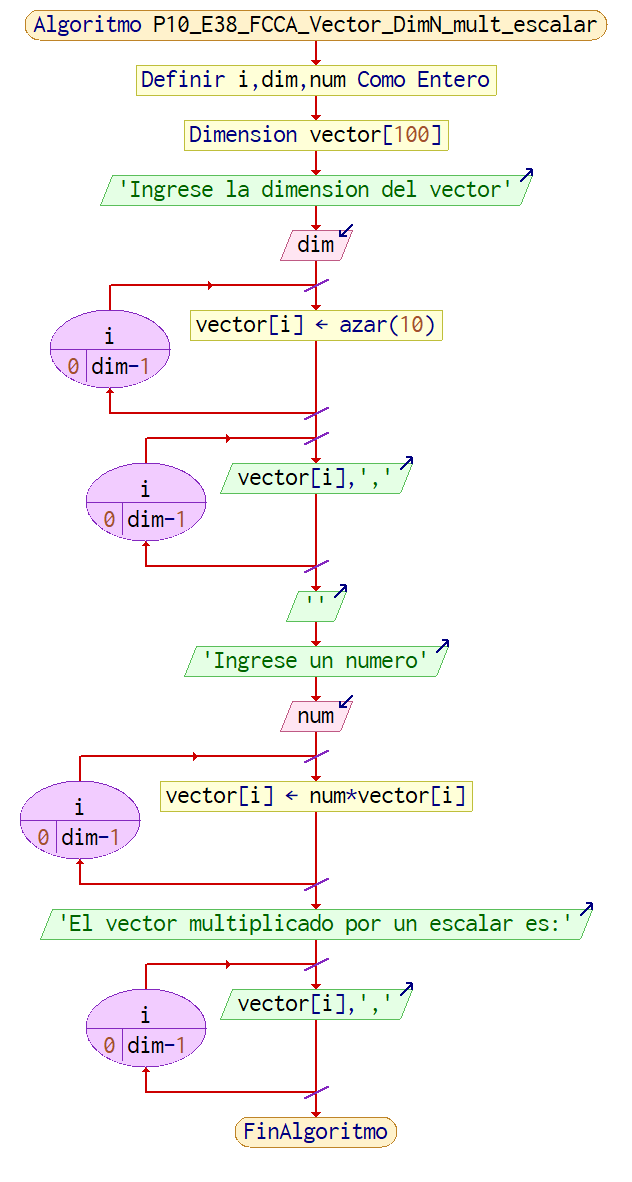 Algoritmo P10_E38_FCCA_Vector_DimN_mult_escalar
Definir i,dim,num Como Entero
Dimension vector[100]
'Ingrese la dimension del vector'
dim
vector[i] ← azar(10)
i
0 dim-1
vector[i],','
i
0 dim-1
''
'Ingrese un numero'
num
vector[i] ← num*vector[i]
i
0 dim-1
'El vector multiplicado por un escalar es:'
vector[i],','
i
0 dim-1
FinAlgoritmo